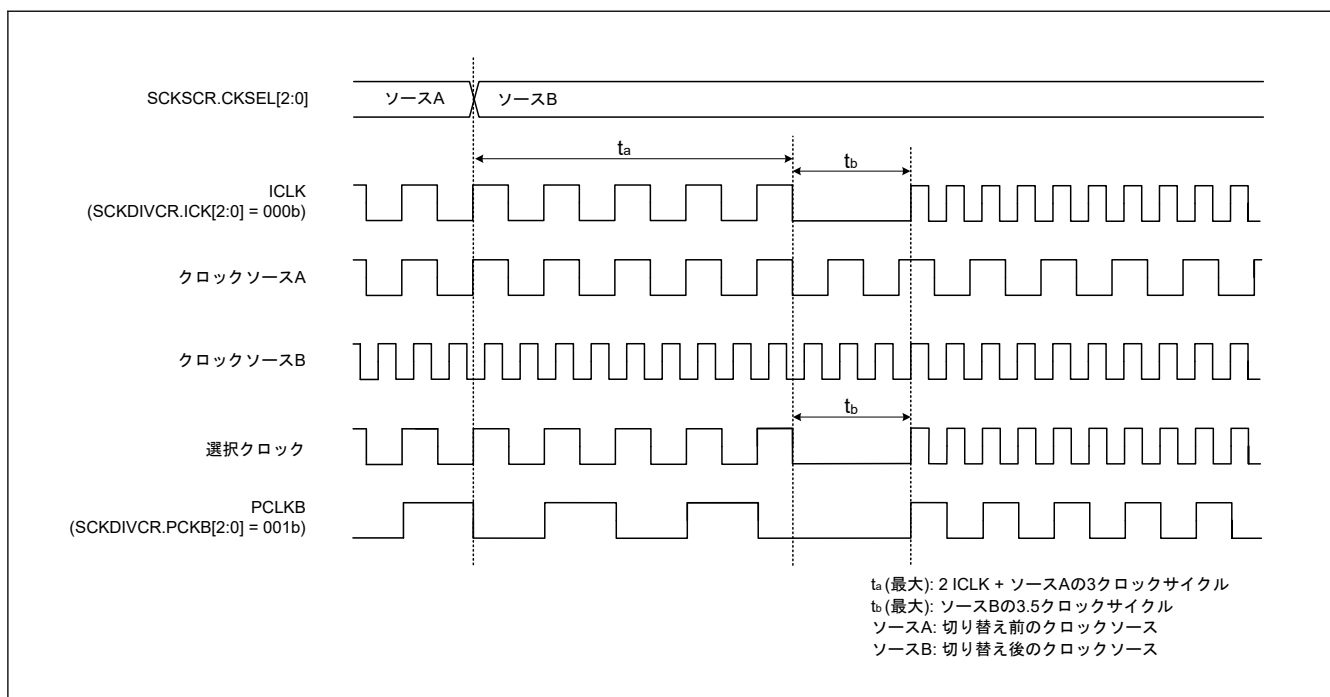 SCKSCR.CKSEL[2:0]
ソースA
ソースB
ta
tb
ICLK
(SCKDIVCR.ICK[2:0] = 000b)
クロックソースA
クロックソースB
tb
選択クロック
PCLKB
(SCKDIVCR.PCKB[2:0] = 001b)
ta (最大): 2 ICLK + ソースAの3クロックサイクル
tb (最大): ソースBの3.5クロックサイクル
ソースA: 切り替え前のクロックソース
ソースB: 切り替え後のクロックソース